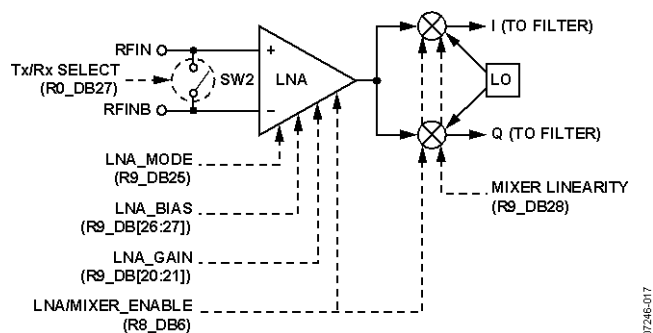 RFIN
I (TO FILTER)
Tx/Rx SELECT
(R0_DB27)
SW2
LNA
LO
RFINB
Q (TO FILTER)
+
−
LNA_MODE
(R9_DB25)
MIXER LINEARITY
(R9_DB28)
LNA_BIAS
(R9_DB[26:27])
LNA_GAIN
(R9_DB[20:21])
LNA/MIXER_ENABLE
(R8_DB6)
07246-017